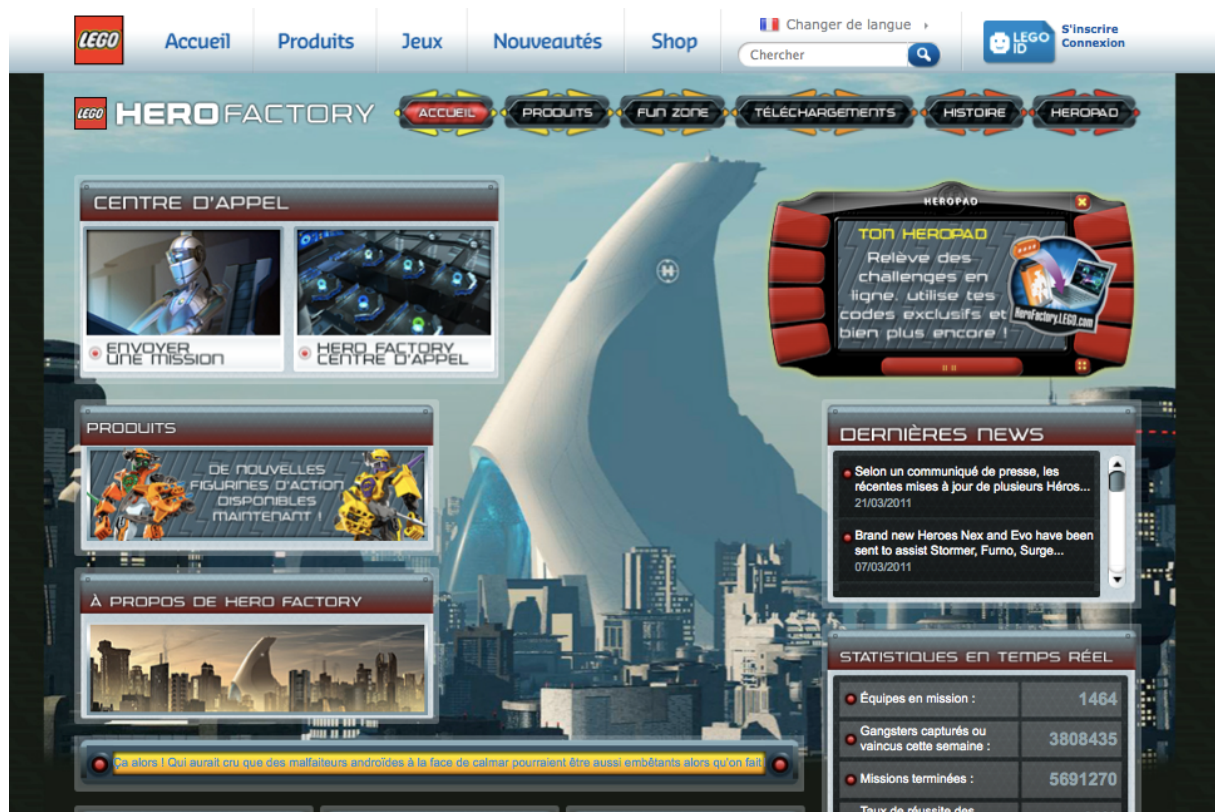 LEGO
Accueil
Produits
Jeux
Nouveautés
Shop
Changer de langue
Chercher
LEGO
ID
S'inscrire
Connexion
LEGO HERO FACTORY
ACCUEIL
PRODUITS
FUN ZONE
TÉLÉCHARGEMENTS
HISTOIRE
HEROPAD
CENTRE D'APPEL
ENVOYER
UNE MISSION
HERO FACTORY
CENTRE D'APPEL
HEROPAD
TON HEROPAD
Relève des
challenges en
ligne, utilise tes
codes exclusifs et
bien plus encore !
HeroFactory.LEGO.com
H
PRODUITS
DE NOUVELLES
FIGURINES D'ACTION
DISPONIBLES
MAINTENANT !
À PROPOS DE HERO FACTORY
DERNIÈRES NEWS
Selon un communiqué de presse, les
récentes mises à jour de plusieurs Héros...
21/03/2011
Brand new Heroes Nex and Evo have been
sent to assist Stormer, Furno, Surge...
07/03/2011
STATISTIQUES EN TEMPS RÉEL
Équipes en mission : 1464
Gangsters capturés ou
vaincus cette semaine : 3808435
Missions terminées : 5691270
Taux de réussite des
Ça alors ! Qui aurait cru que des malfaiteurs androïdes à la face de calmar pourraient être aussi embêtants alors qu'on fait